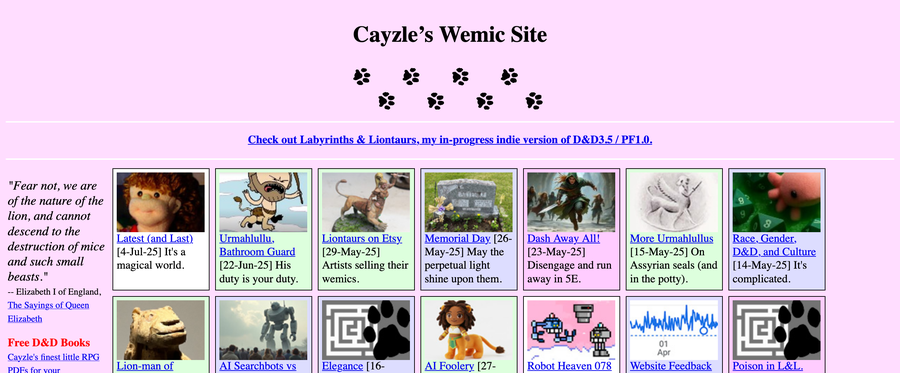 Cayzle's Wemic Site
Check out Labyrinths & Liontaurs, my in-progress indie version of D&D3.5 / PF1.0.
"Fear not, we are
of the nature of the
lion, and cannot
descend to the
destruction of mice
and such small
beasts."
-- Elizabeth I of England,
The Sayings of Queen
Elizabeth
Free D&D Books
Cayzle's finest little RPG
PDFs for your
Latest (and Last)
[4-Jul-25] It's a
magical world.
Urmahlullu,
Bathroom Guard
[22-Jun-25] His
duty is your duty.
Liontaurs on Etsy
[29-May-25]
Artists selling their
wemics.
Memorial Day [26-
May-25] May the
perpetual light
shine upon them.
Dash Away All!
[23-May-25]
Disengage and run
away in 5E.
More Urmahlullus
[15-May-25] On
Assyrian seals (and
in the potty).
Race, Gender,
D&D, and Culture
[14-May-25] It's
complicated.
Lion-man of
AI Searchbots vs
Elegance [16-
AI Foolery [27-
Robot Heaven 078
01
Apr
Website Feedback
Poison in L&L.